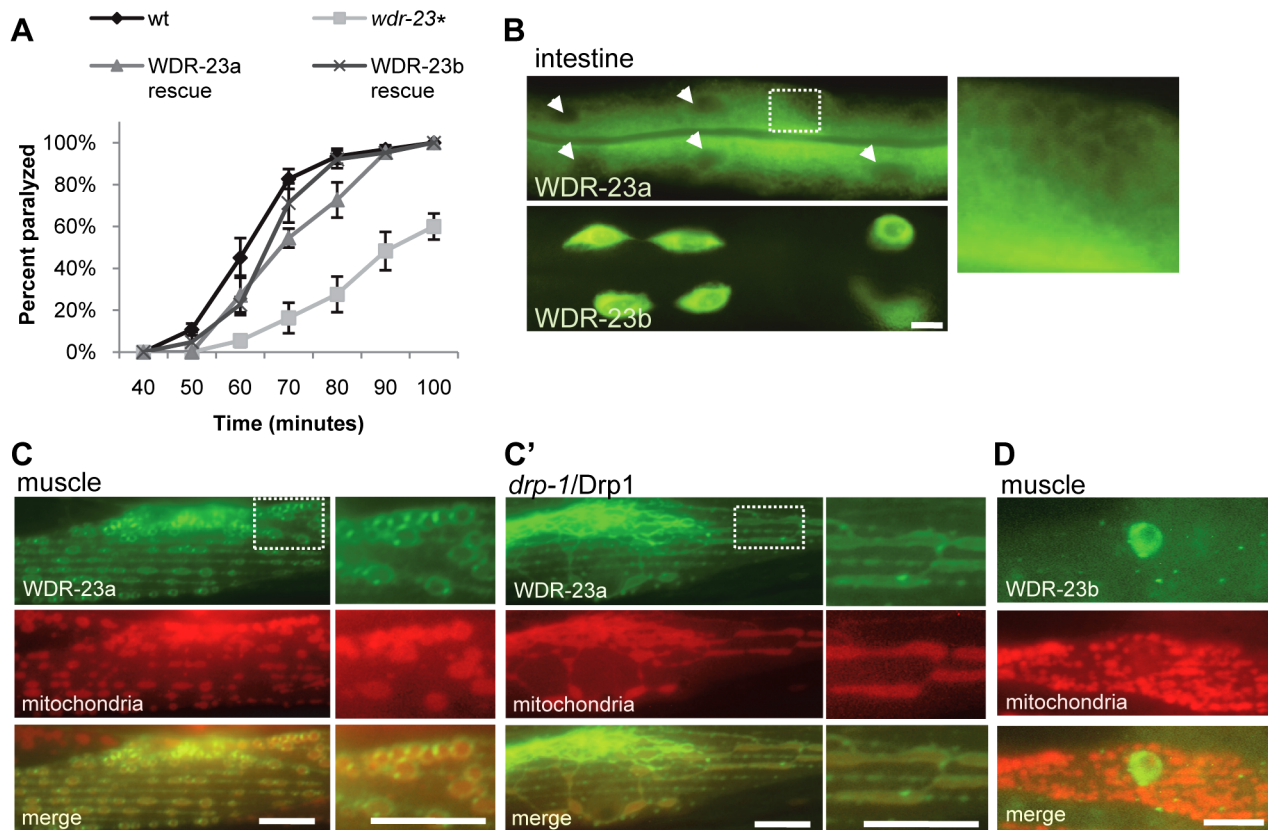 A
wt
wdr-23*
WDR-23a rescue
WDR-23b rescue
Percent paralyzed
100%
80%
60%
40%
20%
0%
40 50 60 70 80 90 100
Time (minutes)
B
intestine
WDR-23a
WDR-23b
C
muscle
WDR-23a
mitochondria
merge
C’
drp-1/Drp1
WDR-23a
mitochondria
merge
D
muscle
WDR-23b
mitochondria
merge